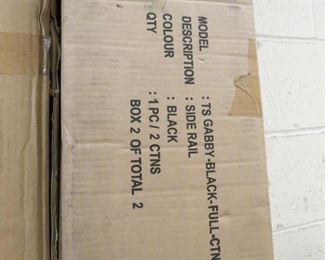 MODEL : TS GABBY-BLACK-FULL-CTN
DESCRIPTION : SIDE RAIL
COLOUR : BLACK
QTY : 1 PC / 2 CTNS
BOX 2 OF TOTAL 2